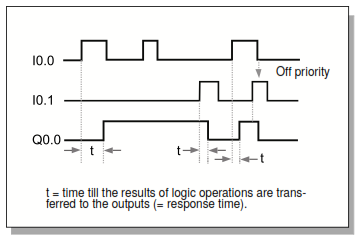 I0.0
Off priority
I0.1
Q0.0
t t t
t = time till the results of logic operations are trans-
ferred to the outputs (= response time).